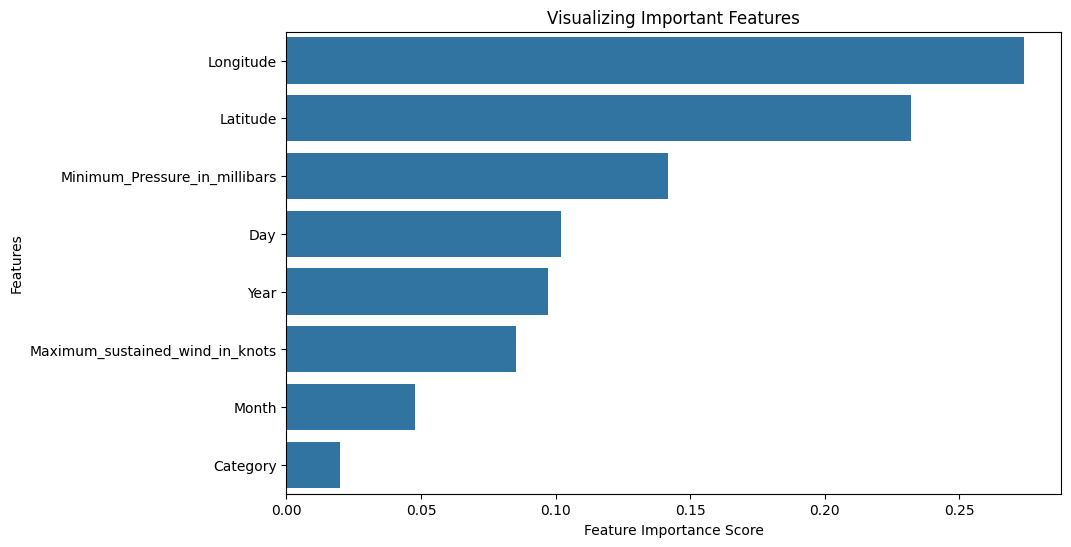 Visualizing Important Features
Longitude
Latitude
Minimum_Pressure_in_millibars
Day
Year
Maximum_sustained_wind_in_knots
Month
Category
Features
0.00 0.05 0.10 0.15 0.20 0.25
Feature Importance Score